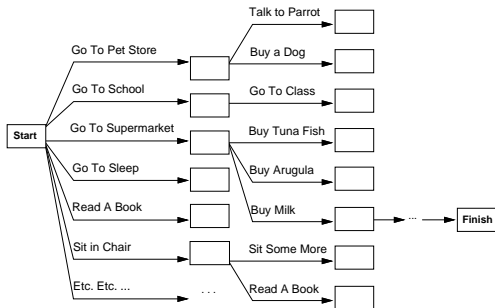 Talk to Parrot
Go To Pet Store
Buy a Dog
Go To School
Go To Class
Go To Supermarket
Buy Tuna Fish
Start
Go To Sleep
Buy Arugula
Read A Book
Buy Milk
...
Finish
Sit in Chair
Sit Some More
Etc. Etc. ...
. . .
Read A Book